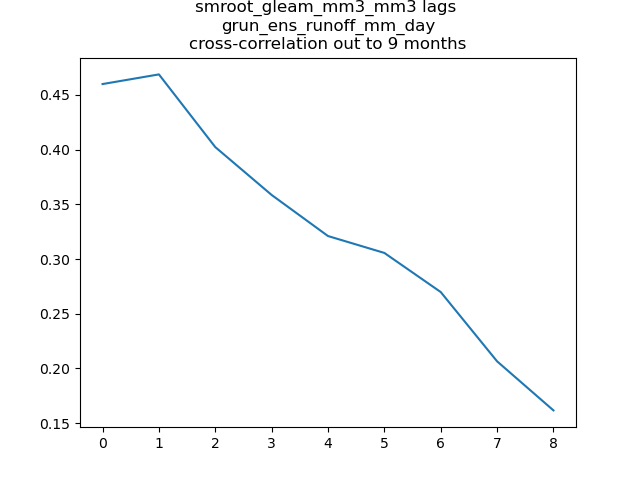 smroot_gleam_mm3_mm3 lags
grun_ens_runoff_mm_day
cross-correlation out to 9 months
0.45
0.40
0.35
0.30
0.25
0.20
0.15
0 1 2 3 4 5 6 7 8